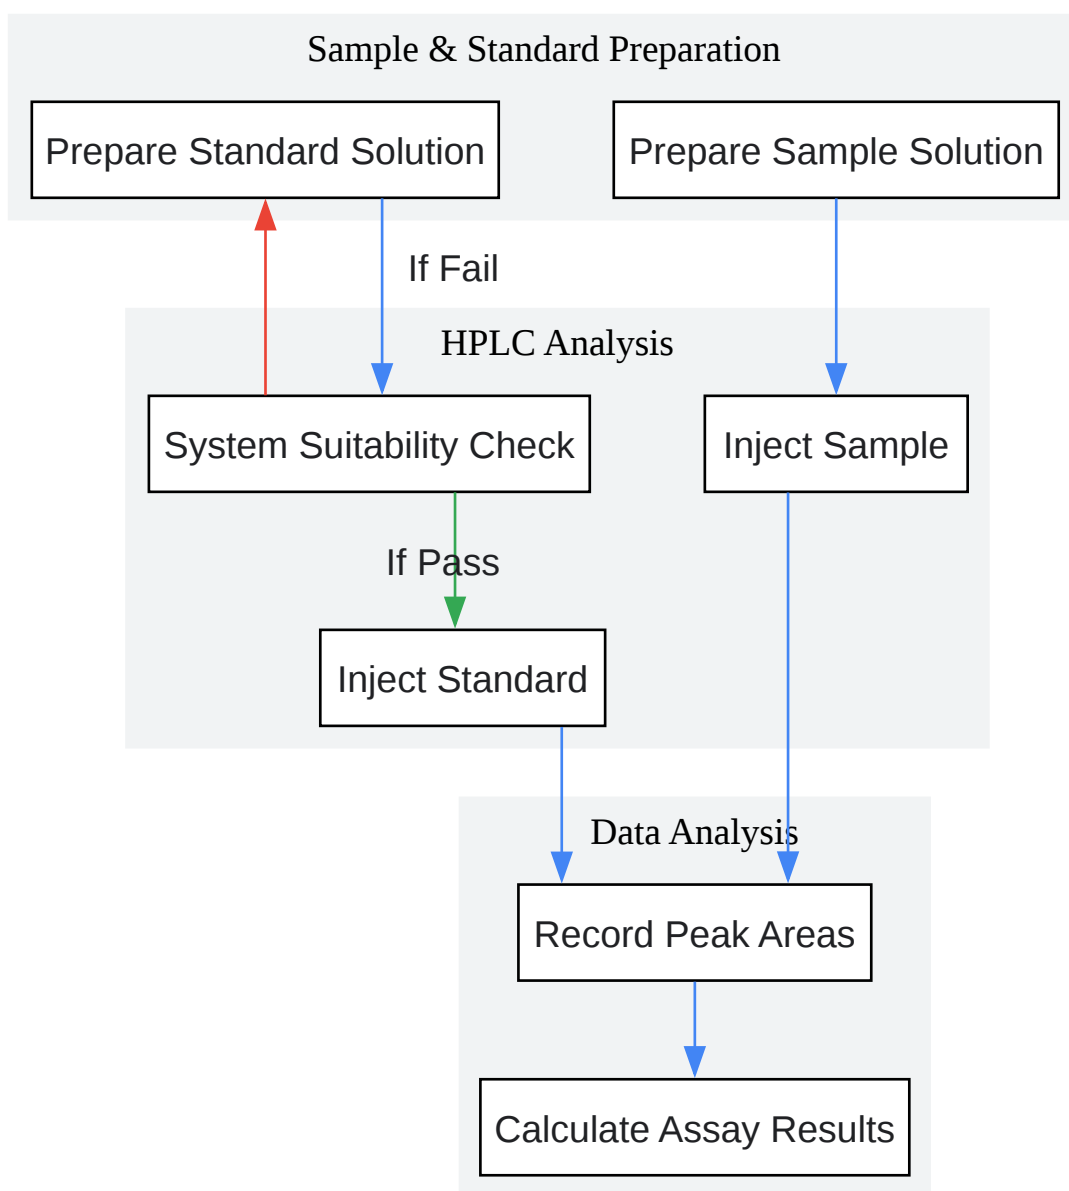 Sample & Standard Preparation
Prepare Standard Solution
Prepare Sample Solution
If Fail
HPLC Analysis
System Suitability Check
Inject Sample
If Pass
Inject Standard
Data Analysis
Record Peak Areas
Calculate Assay Results